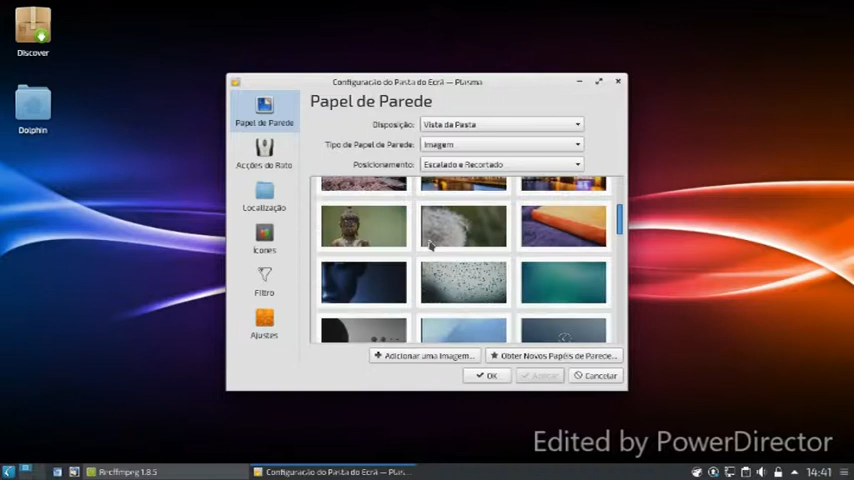 Discover
Dolphin
Configuração do Pasta do Ecrã — Plasma
Papel de Parede
Papel de Parede
Disposição: Vista da Pasta
Tipo de Papel de Parede: Imagem
Posicionamento: Escalado e Recortado
Acções do Rato
Localização
Ícones
Filtro
Ajustes
Adicionar uma Imagem...
Obter Novos Papéis de Parede...
OK
Aplicar
Cancelar
Edited by PowerDirector
Recffmpeg 1.8.5
Configuração do Pasta do Ecrã — Plas...
14:41